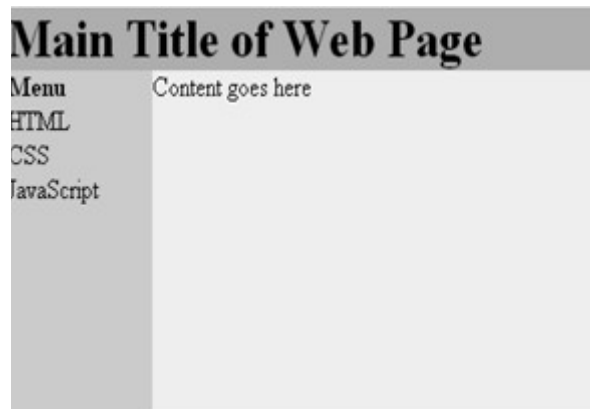 Main Title of Web Page
Menu
HTML
CSS
JavaScript
Content goes here